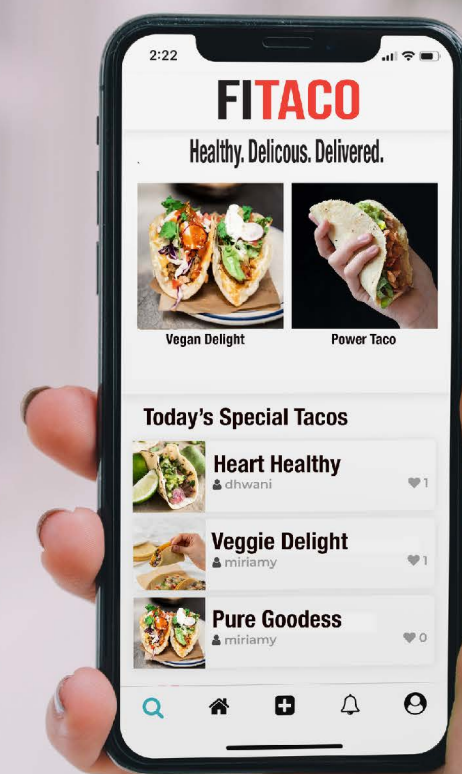 2:22
FITACO
Healthy. Delicous. Delivered.
Vegan Delight
Power Taco
Today's Special Tacos
Heart Healthy
dhwani
1
Veggie Delight
miriamy
1
Pure Goodess
miriamy
0